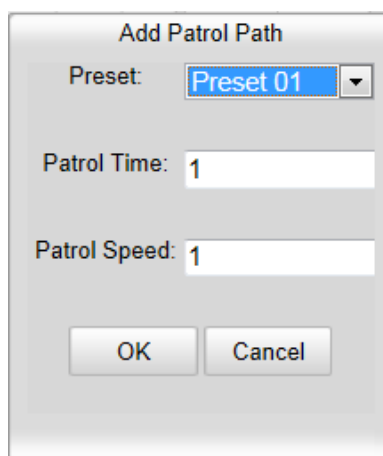 Add Patrol Path
Preset: Preset 01
Patrol Time: 1
Patrol Speed: 1
OK Cancel